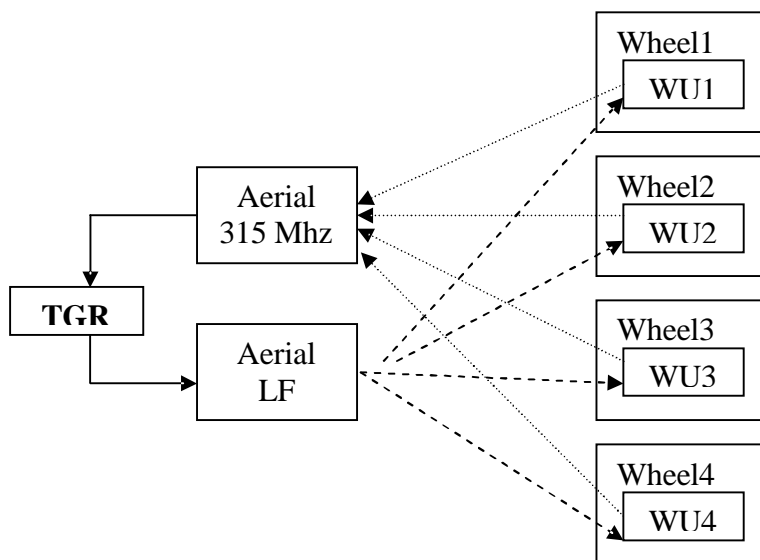 Wheel1
WU1
Wheel2
WU2
Wheel3
WU3
Wheel4
WU4
Aerial
315 Mhz
TGR
Aerial
LF